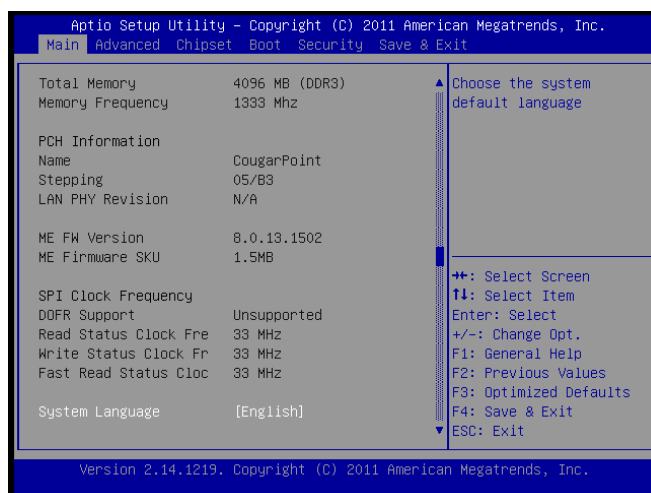 Aptio Setup Utility – Copyright (C) 2011 American Megatrends, Inc.
Main Advanced Chipset Boot Security Save & Exit
Total Memory 4096 MB (DDR3)
Memory Frequency 1333 Mhz
PCH Information
Name CougarPoint
Stepping 05/B3
LAN PHY Revision N/A
ME FW Version 8.0.13.1502
ME Firmware SKU 1.5MB
SPI Clock Frequency
DOFR Support Unsupported
Read Status Clock Fre 33 MHz
Write Status Clock Fr 33 MHz
Fast Read Status Cloc 33 MHz
System Language [English]
Choose the system
default language
→←: Select Screen
↑↓: Select Item
Enter: Select
+/-: Change Opt.
F1: General Help
F2: Previous Values
F3: Optimized Defaults
F4: Save & Exit
ESC: Exit
Version 2.14.1219. Copyright (C) 2011 American Megatrends, Inc.